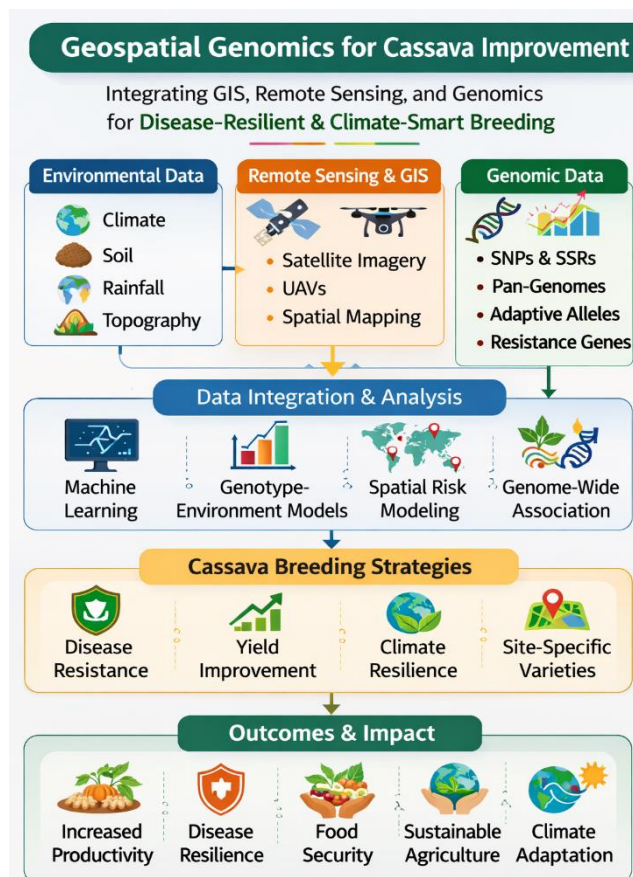 Geospatial Genomics for Cassava Improvement
Integrating GIS, Remote Sensing, and Genomics
for Disease-Resilient & Climate-Smart Breeding
Environmental Data
Climate
Soil
Rainfall
Topography
Remote Sensing & GIS
• Satellite Imagery
• UAVs
• Spatial Mapping
Genomic Data
• SNPs & SSRs
• Pan-Genomes
• Adaptive Alleles
• Resistance Genes
Data Integration & Analysis
Machine
Learning
Genotype-
Environment Models
Spatial Risk
Modeling
Genome-Wide
Association
Cassava Breeding Strategies
Disease
Resistance
Yield
Improvement
Climate
Resilience
Site-Specific
Varieties
Outcomes & Impact
Increased
Productivity
Disease
Resilience
Food
Security
Sustainable
Agriculture
Climate
Adaptation